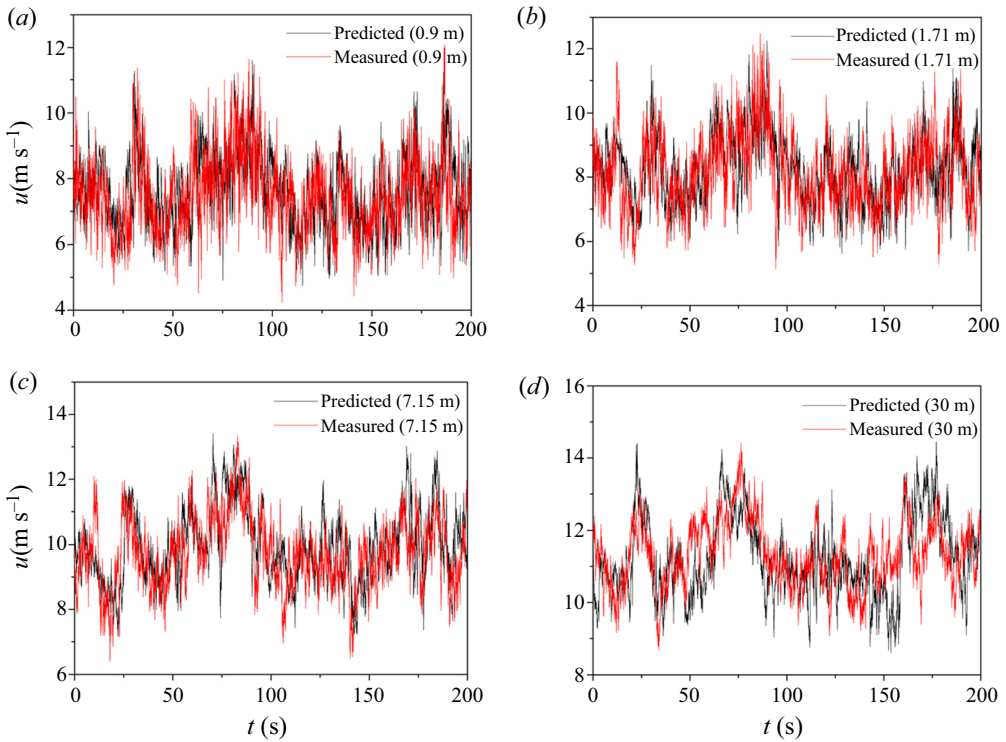 (a)
Predicted (0.9 m)
Measured (0.9 m)
12
10
8
6
4
u(m s⁻¹)
0 50 100 150 200
(b)
Predicted (1.71 m)
Measured (1.71 m)
12
10
8
6
4
0 50 100 150 200
(c)
Predicted (7.15 m)
Measured (7.15 m)
14
12
10
8
6
u(m s⁻¹)
0 50 100 150 200
t (s)
(d)
Predicted (30 m)
Measured (30 m)
16
14
12
10
8
0 50 100 150 200
t (s)